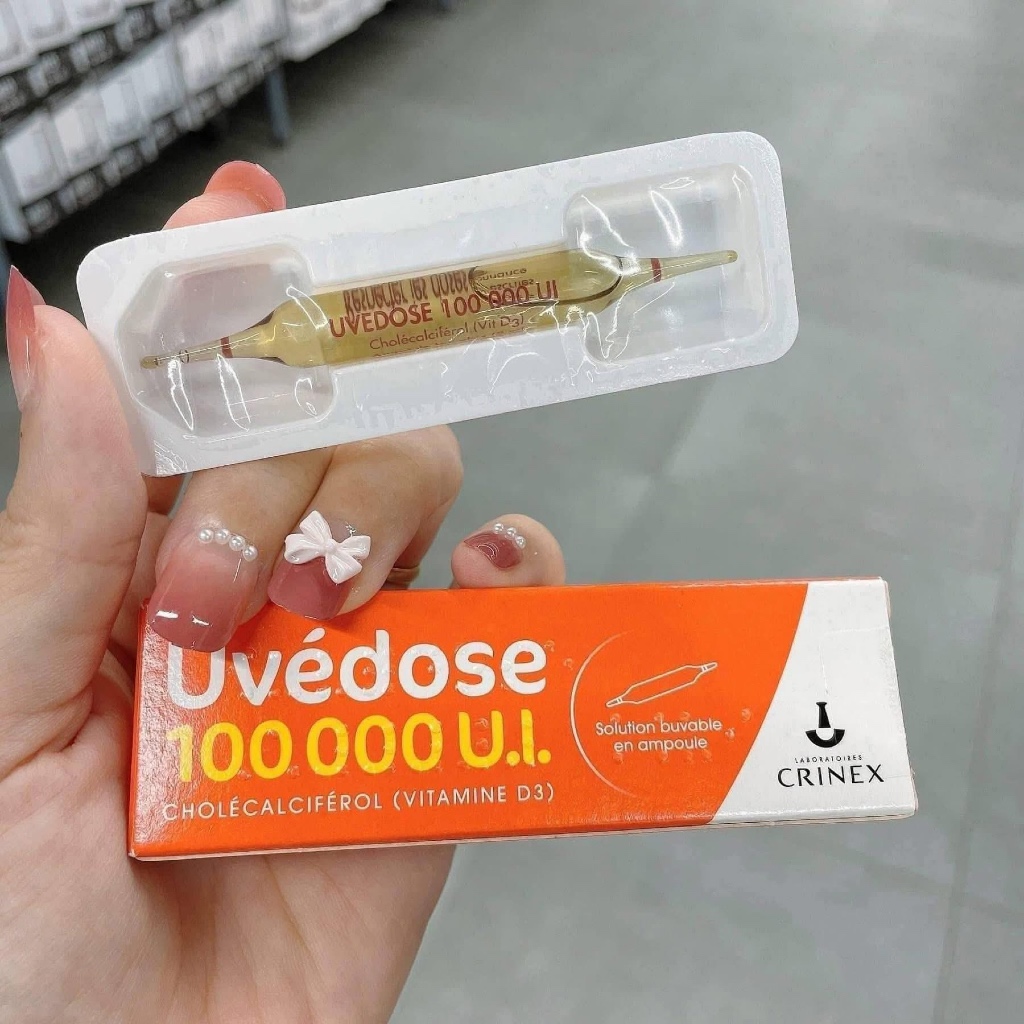 UVEDOSE 100 000 UI
Cholécalciférol (Vit D3)
Uvédose
100 000 U.I.
CHOLÉCALCIFÉROL (VITAMINE D3)
Solution buvable
en ampoule
LABORATOIRES
CRINEX